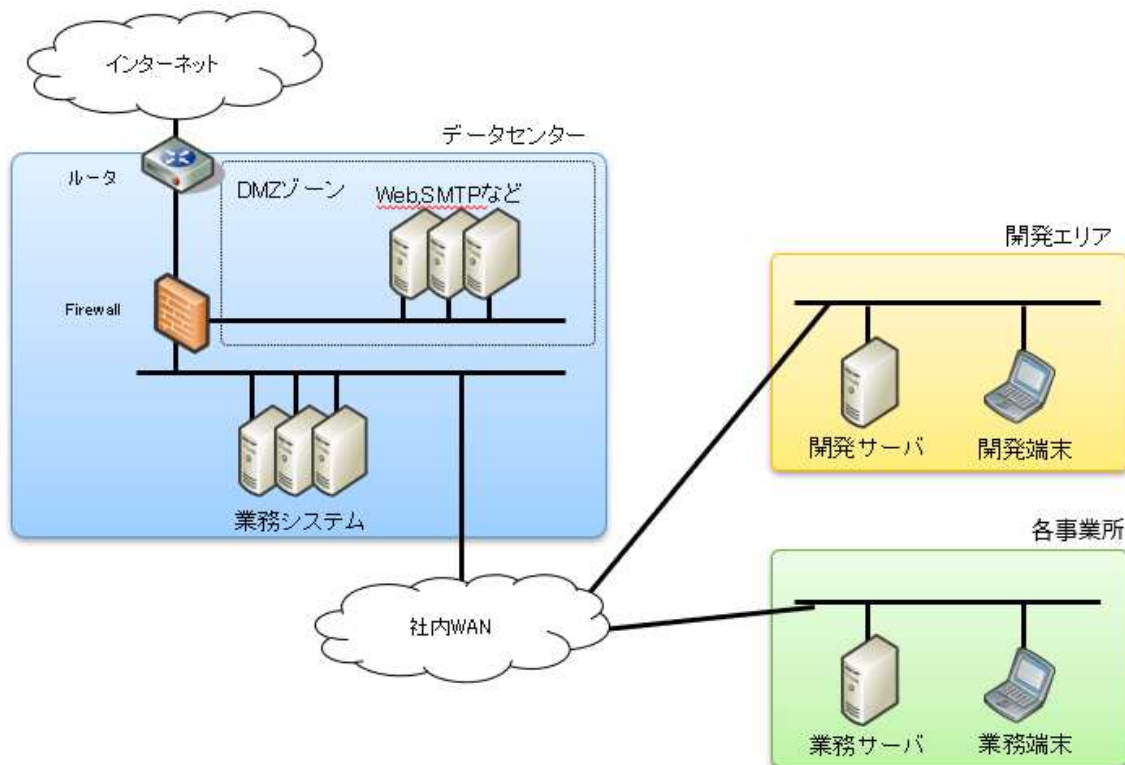 インターネット
データセンター
ルータ
DMZゾーン
Web,SMTPなど
開発エリア
Firewall
開発サーバ
開発端末
業務システム
各事業所
社内WAN
業務サーバ
業務端末